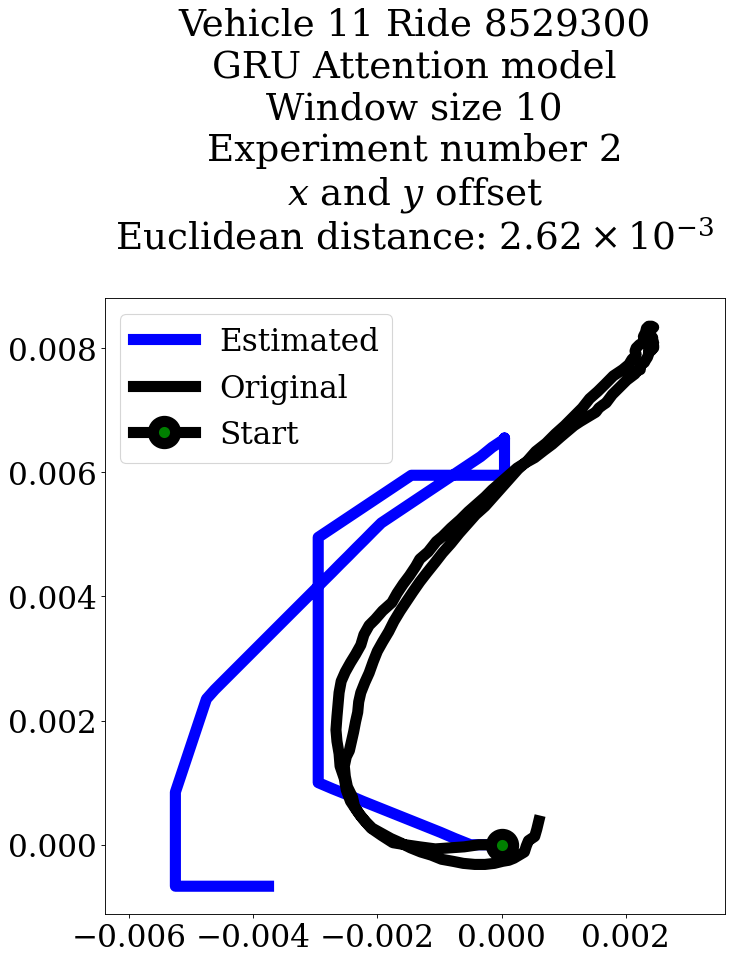 Vehicle 11 Ride 8529300
GRU Attention model
Window size 10
Experiment number 2
x and y offset
Euclidean distance: 2.62 × 10⁻³
Estimated
Original
Start
0.008
0.006
0.004
0.002
0.000
−0.006 −0.004 −0.002 0.000 0.002